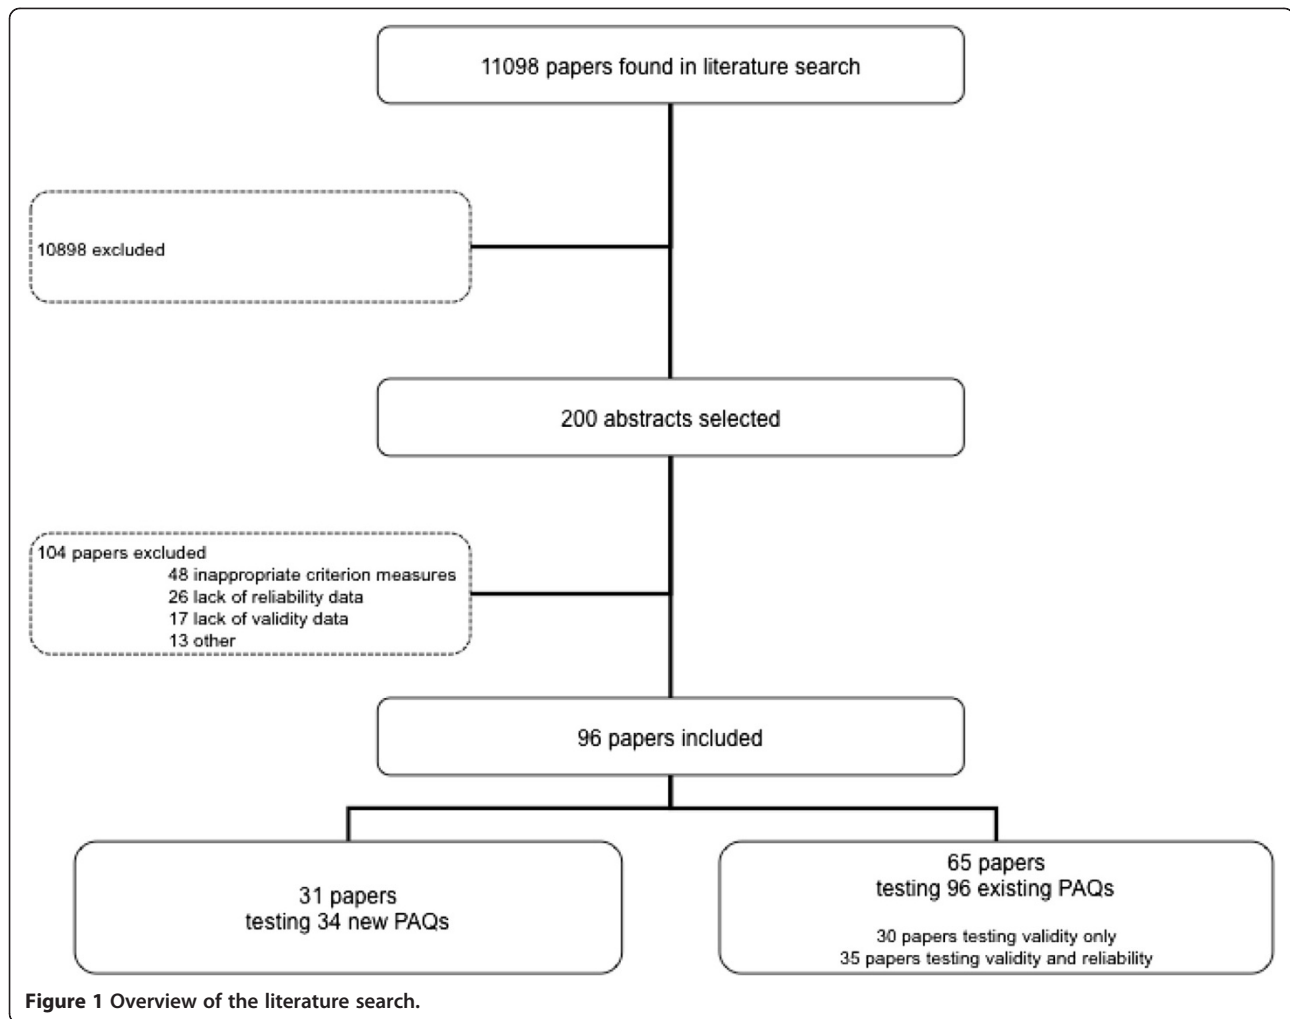 11098 papers found in literature search
10898 excluded
200 abstracts selected
104 papers excluded
48 inappropriate criterion measures
26 lack of reliability data
17 lack of validity data
13 other
96 papers included
31 papers
testing 34 new PAQs
65 papers
testing 96 existing PAQs
30 papers testing validity only
35 papers testing validity and reliability
Figure 1 Overview of the literature search.